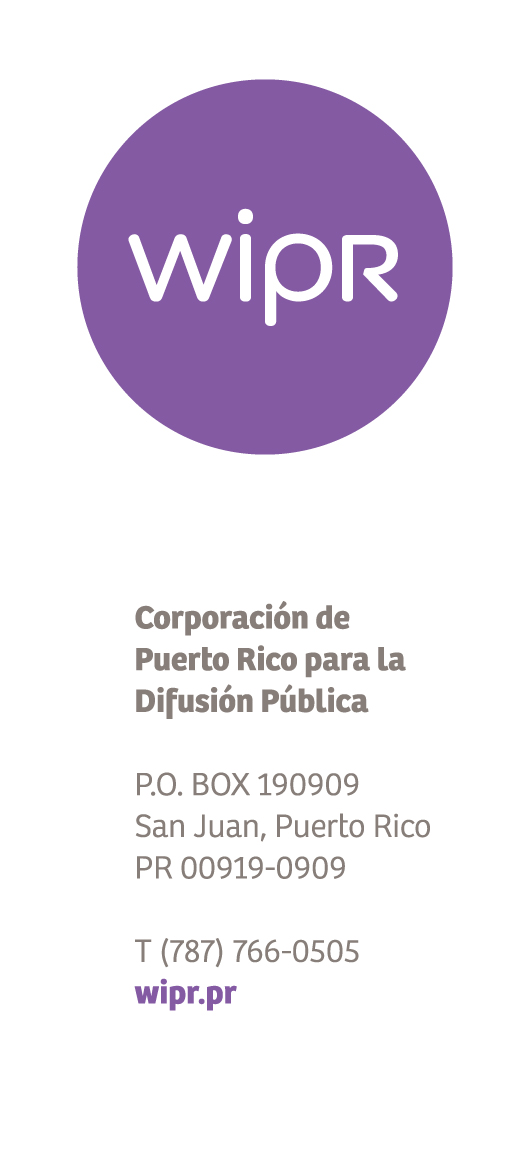 wipr
Corporación de
Puerto Rico para la
Difusión Pública
P.O. BOX 190909
San Juan, Puerto Rico
PR 00919-0909
T (787) 766-0505
wipr.pr